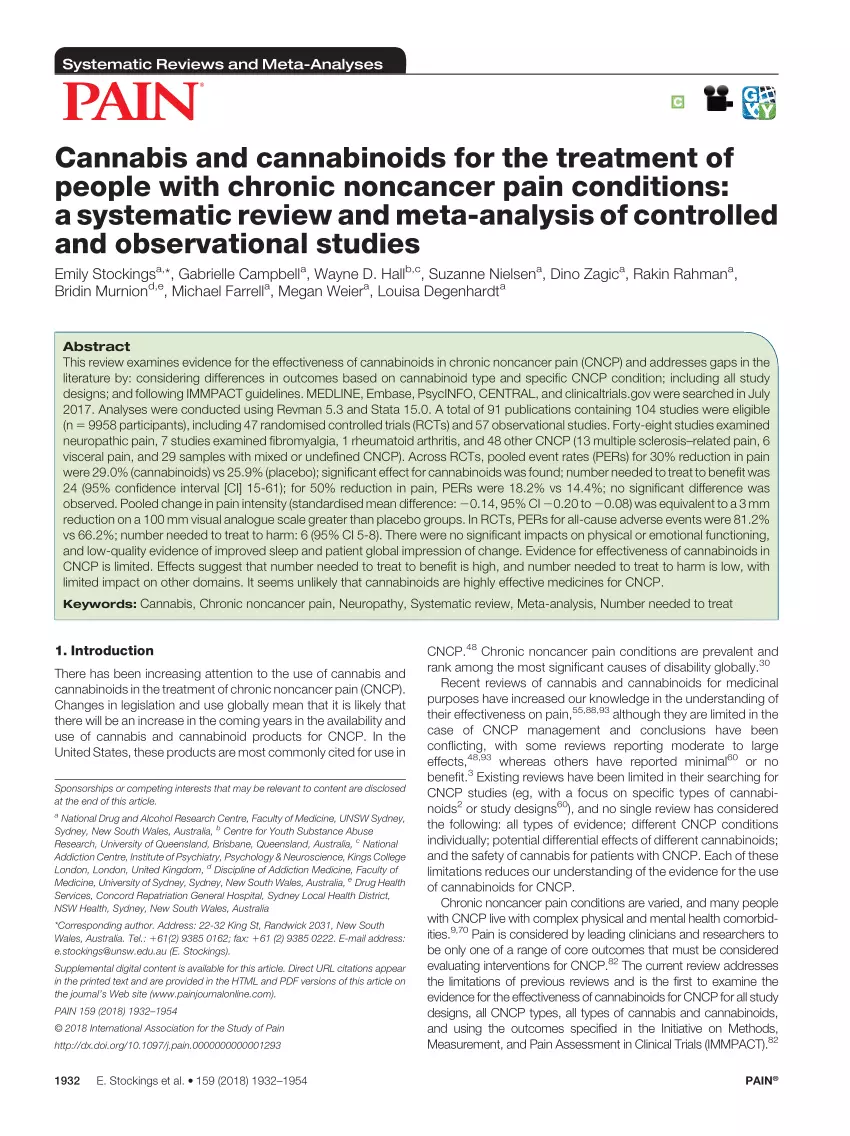 Systematic Reviews and Meta-Analyses
PAIN®
C
G
XY
Cannabis and cannabinoids for the treatment of
people with chronic noncancer pain conditions:
a systematic review and meta-analysis of controlled
and observational studies
Emily Stockingsa,*, Gabrielle Campbella, Wayne D. Hallb,c, Suzanne Nielsena, Dino Zagica, Rakin Rahmana,
Bridin Murniond,e, Michael Farrella, Megan Weiera, Louisa Degenhardta
Abstract
This review examines evidence for the effectiveness of cannabinoids in chronic noncancer pain (CNCP) and addresses gaps in the
literature by: considering differences in outcomes based on cannabinoid type and specific CNCP condition; including all study
designs; and following IMMPACT guidelines. MEDLINE, Embase, PsycINFO, CENTRAL, and clinicaltrials.gov were searched in July
2017. Analyses were conducted using Revman 5.3 and Stata 15.0. A total of 91 publications containing 104 studies were eligible
(n = 9958 participants), including 47 randomised controlled trials (RCTs) and 57 observational studies. Forty-eight studies examined
neuropathic pain, 7 studies examined fibromyalgia, 1 rheumatoid arthritis, and 48 other CNCP (13 multiple sclerosis–related pain, 6
visceral pain, and 29 samples with mixed or undefined CNCP). Across RCTs, pooled event rates (PERs) for 30% reduction in pain
were 29.0% (cannabinoids) vs 25.9% (placebo); significant effect for cannabinoids was found; number needed to treat to benefit was
24 (95% confidence interval [CI] 15-61); for 50% reduction in pain, PERs were 18.2% vs 14.4%; no significant difference was
observed. Pooled change in pain intensity (standardised mean difference: −0.14, 95% CI −0.20 to −0.08) was equivalent to a 3 mm
reduction on a 100 mm visual analogue scale greater than placebo groups. In RCTs, PERs for all-cause adverse events were 81.2%
vs 66.2%; number needed to treat to harm: 6 (95% CI 5-8). There were no significant impacts on physical or emotional functioning,
and low-quality evidence of improved sleep and patient global impression of change. Evidence for effectiveness of cannabinoids in
CNCP is limited. Effects suggest that number needed to treat to benefit is high, and number needed to treat to harm is low, with
limited impact on other domains. It seems unlikely that cannabinoids are highly effective medicines for CNCP.
Keywords: Cannabis, Chronic noncancer pain, Neuropathy, Systematic review, Meta-analysis, Number needed to treat
1. Introduction
There has been increasing attention to the use of cannabis and
cannabinoids in the treatment of chronic noncancer pain (CNCP).
Changes in legislation and use globally mean that it is likely that
there will be an increase in the coming years in the availability and
use of cannabis and cannabinoid products for CNCP. In the
United States, these products are most commonly cited for use in
Sponsorships or competing interests that may be relevant to content are disclosed
at the end of this article.
a National Drug and Alcohol Research Centre, Faculty of Medicine, UNSW Sydney,
Sydney, New South Wales, Australia, b Centre for Youth Substance Abuse
Research, University of Queensland, Brisbane, Queensland, Australia, c National
Addiction Centre, Institute of Psychiatry, Psychology & Neuroscience, Kings College
London, London, United Kingdom, d Discipline of Addiction Medicine, Faculty of
Medicine, University of Sydney, Sydney, New South Wales, Australia, e Drug Health
Services, Concord Repatriation General Hospital, Sydney Local Health District,
NSW Health, Sydney, New South Wales, Australia
*Corresponding author. Address: 22-32 King St, Randwick 2031, New South
Wales, Australia. Tel.: +61(2) 9385 0162; fax: +61 (2) 9385 0222. E-mail address:
e.stockings@unsw.edu.au (E. Stockings).
Supplemental digital content is available for this article. Direct URL citations appear
in the printed text and are provided in the HTML and PDF versions of this article on
the journal's Web site (www.painjournalonline.com).
PAIN 159 (2018) 1932–1954
© 2018 International Association for the Study of Pain
http://dx.doi.org/10.1097/j.pain.0000000000001293
CNCP.48 Chronic noncancer pain conditions are prevalent and
rank among the most significant causes of disability globally.30
Recent reviews of cannabis and cannabinoids for medicinal
purposes have increased our knowledge in the understanding of
their effectiveness on pain,55,88,93 although they are limited in the
case of CNCP management and conclusions have been
conflicting, with some reviews reporting moderate to large
effects,48,93 whereas others have reported minimal60 or no
benefit.3 Existing reviews have been limited in their searching for
CNCP studies (eg, with a focus on specific types of cannabi-
noids2 or study designs60), and no single review has considered
the following: all types of evidence; different CNCP conditions
individually; potential differential effects of different cannabinoids;
and the safety of cannabis for patients with CNCP. Each of these
limitations reduces our understanding of the evidence for the use
of cannabinoids for CNCP.
Chronic noncancer pain conditions are varied, and many people
with CNCP live with complex physical and mental health comorbid-
ities.9,70 Pain is considered by leading clinicians and researchers to
be only one of a range of core outcomes that must be considered
evaluating interventions for CNCP.82 The current review addresses
the limitations of previous reviews and is the first to examine the
evidence for the effectiveness of cannabinoids for CNCP for all study
designs, all CNCP types, all types of cannabis and cannabinoids,
and using the outcomes specified in the Initiative on Methods,
Measurement, and Pain Assessment in Clinical Trials (IMMPACT).82
1932 E. Stockings et al. • 159 (2018) 1932–1954
PAIN®